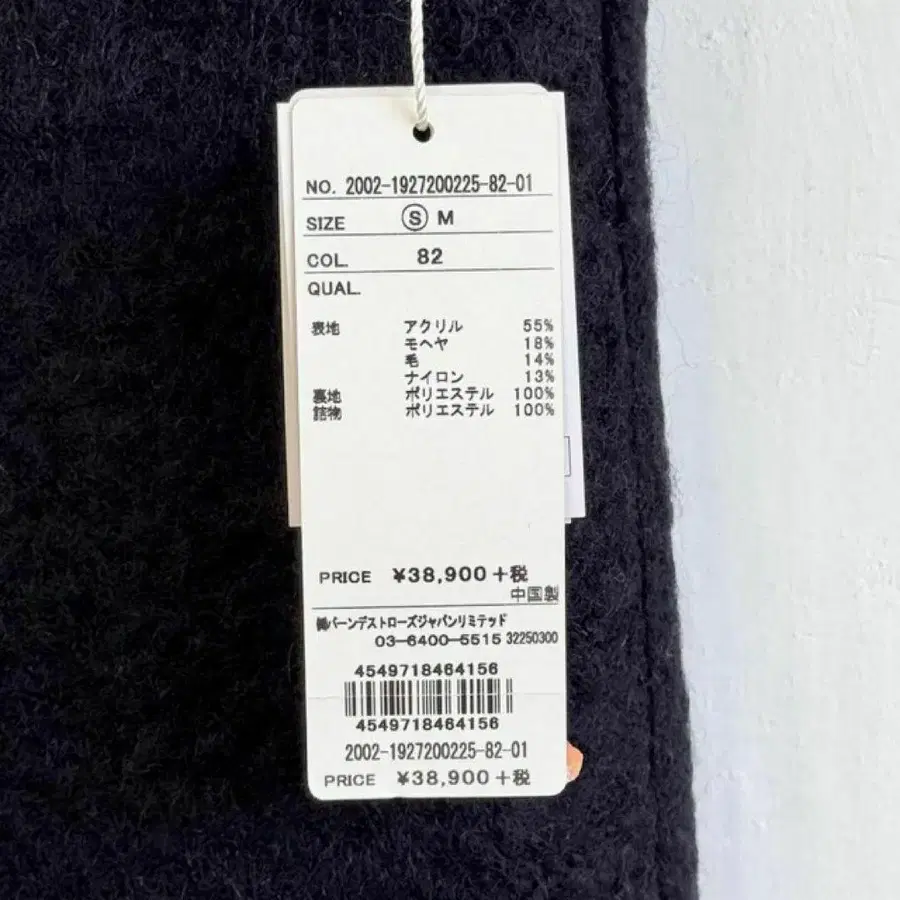 NO. 2002-1927200225-82-01
SIZE Ⓢ M
COL. 82
QUAL.
表地 アクリル 55%
モヘヤ 18%
毛 14%
ナイロン 13%
裏地 ポリエステル 100%
詰物 ポリエステル 100%
PRICE ¥38,900+税
中国製
㈱バーンデストローズジャパンリミテッド
03-6400-5515 32250300
4549718464156
4549718464156
2002-1927200225-82-01
PRICE ¥38,900+税